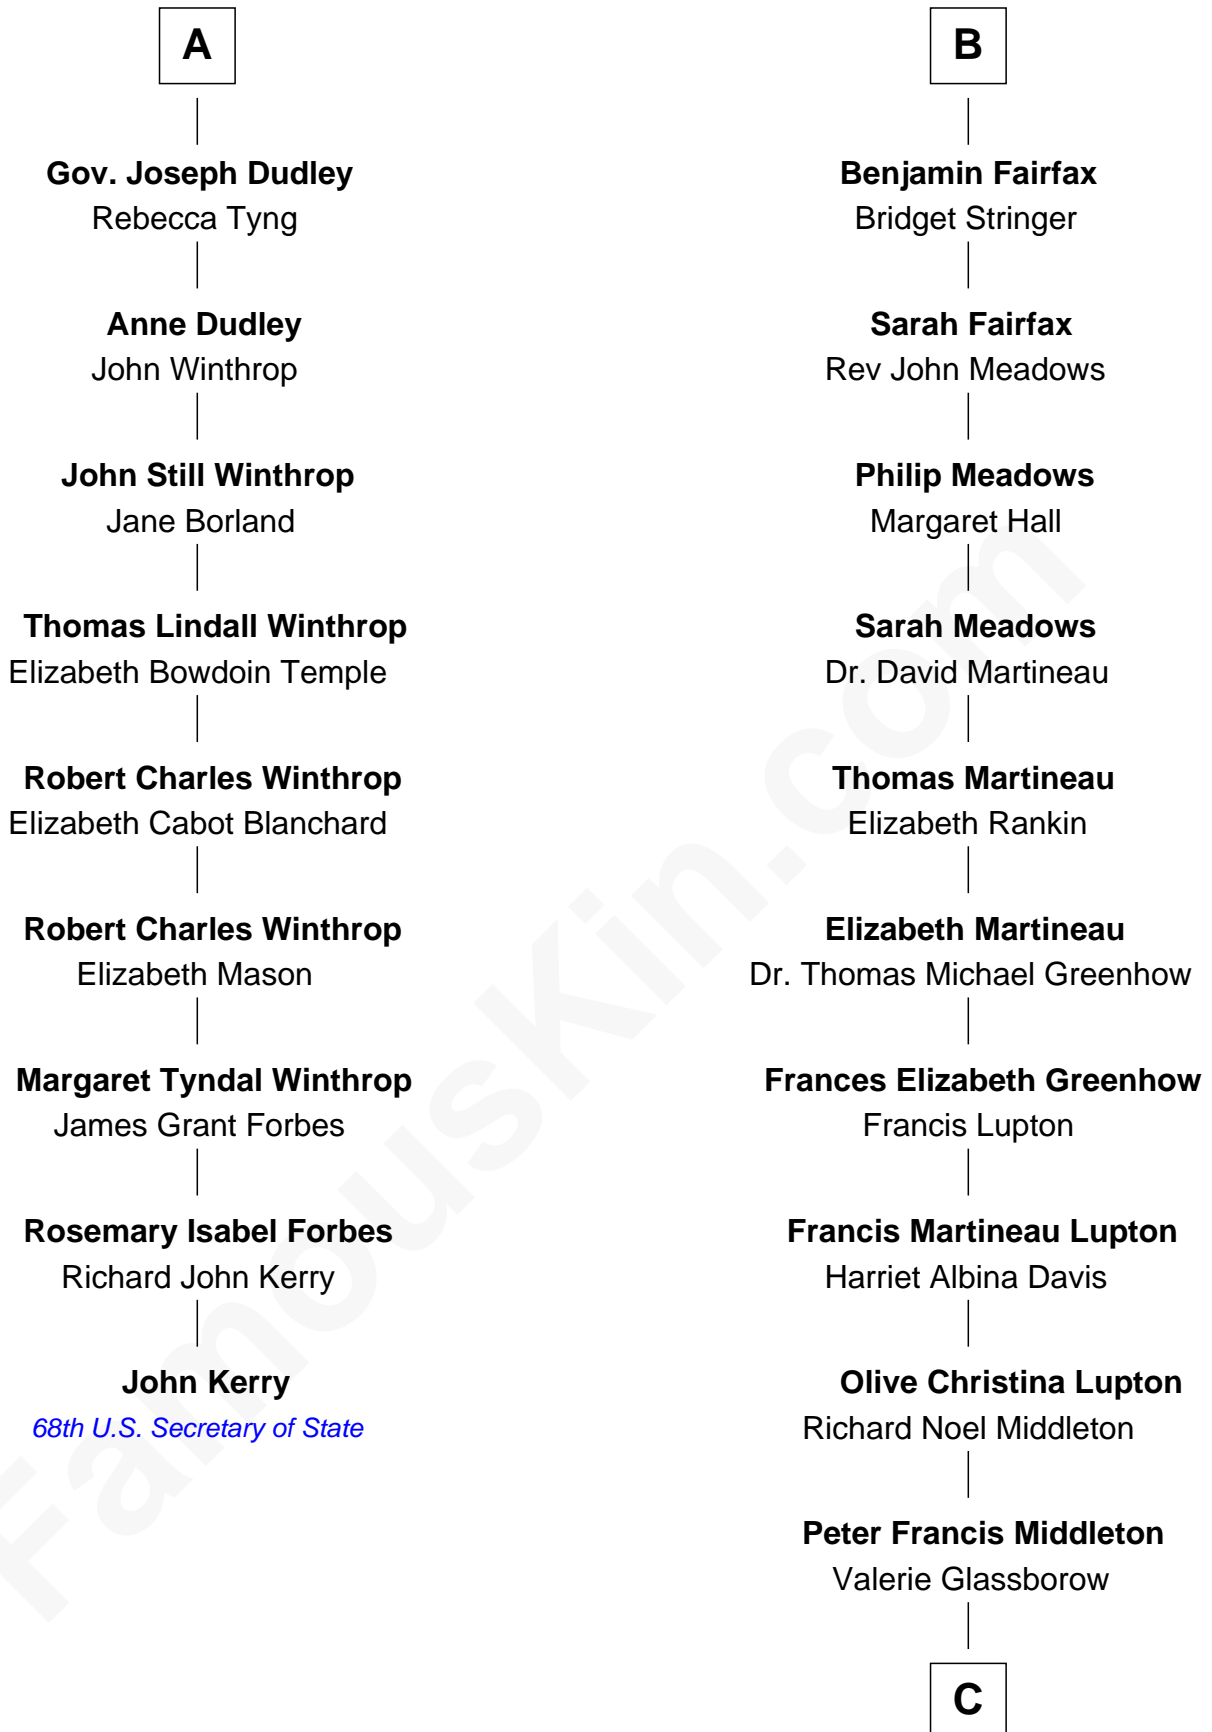 A
Gov. Joseph Dudley
Rebecca Tyng
Anne Dudley
John Winthrop
John Still Winthrop
Jane Borland
Thomas Lindall Winthrop
Elizabeth Bowdoin Temple
Robert Charles Winthrop
Elizabeth Cabot Blanchard
Robert Charles Winthrop
Elizabeth Mason
Margaret Tyndal Winthrop
James Grant Forbes
Rosemary Isabel Forbes
Richard John Kerry
John Kerry
68th U.S. Secretary of State
B
Benjamin Fairfax
Bridget Stringer
Sarah Fairfax
Rev John Meadows
Philip Meadows
Margaret Hall
Sarah Meadows
Dr. David Martineau
Thomas Martineau
Elizabeth Rankin
Elizabeth Martineau
Dr. Thomas Michael Greenhow
Frances Elizabeth Greenhow
Francis Lupton
Francis Martineau Lupton
Harriet Albina Davis
Olive Christina Lupton
Richard Noel Middleton
Peter Francis Middleton
Valerie Glassborow
C
FamousKin.com